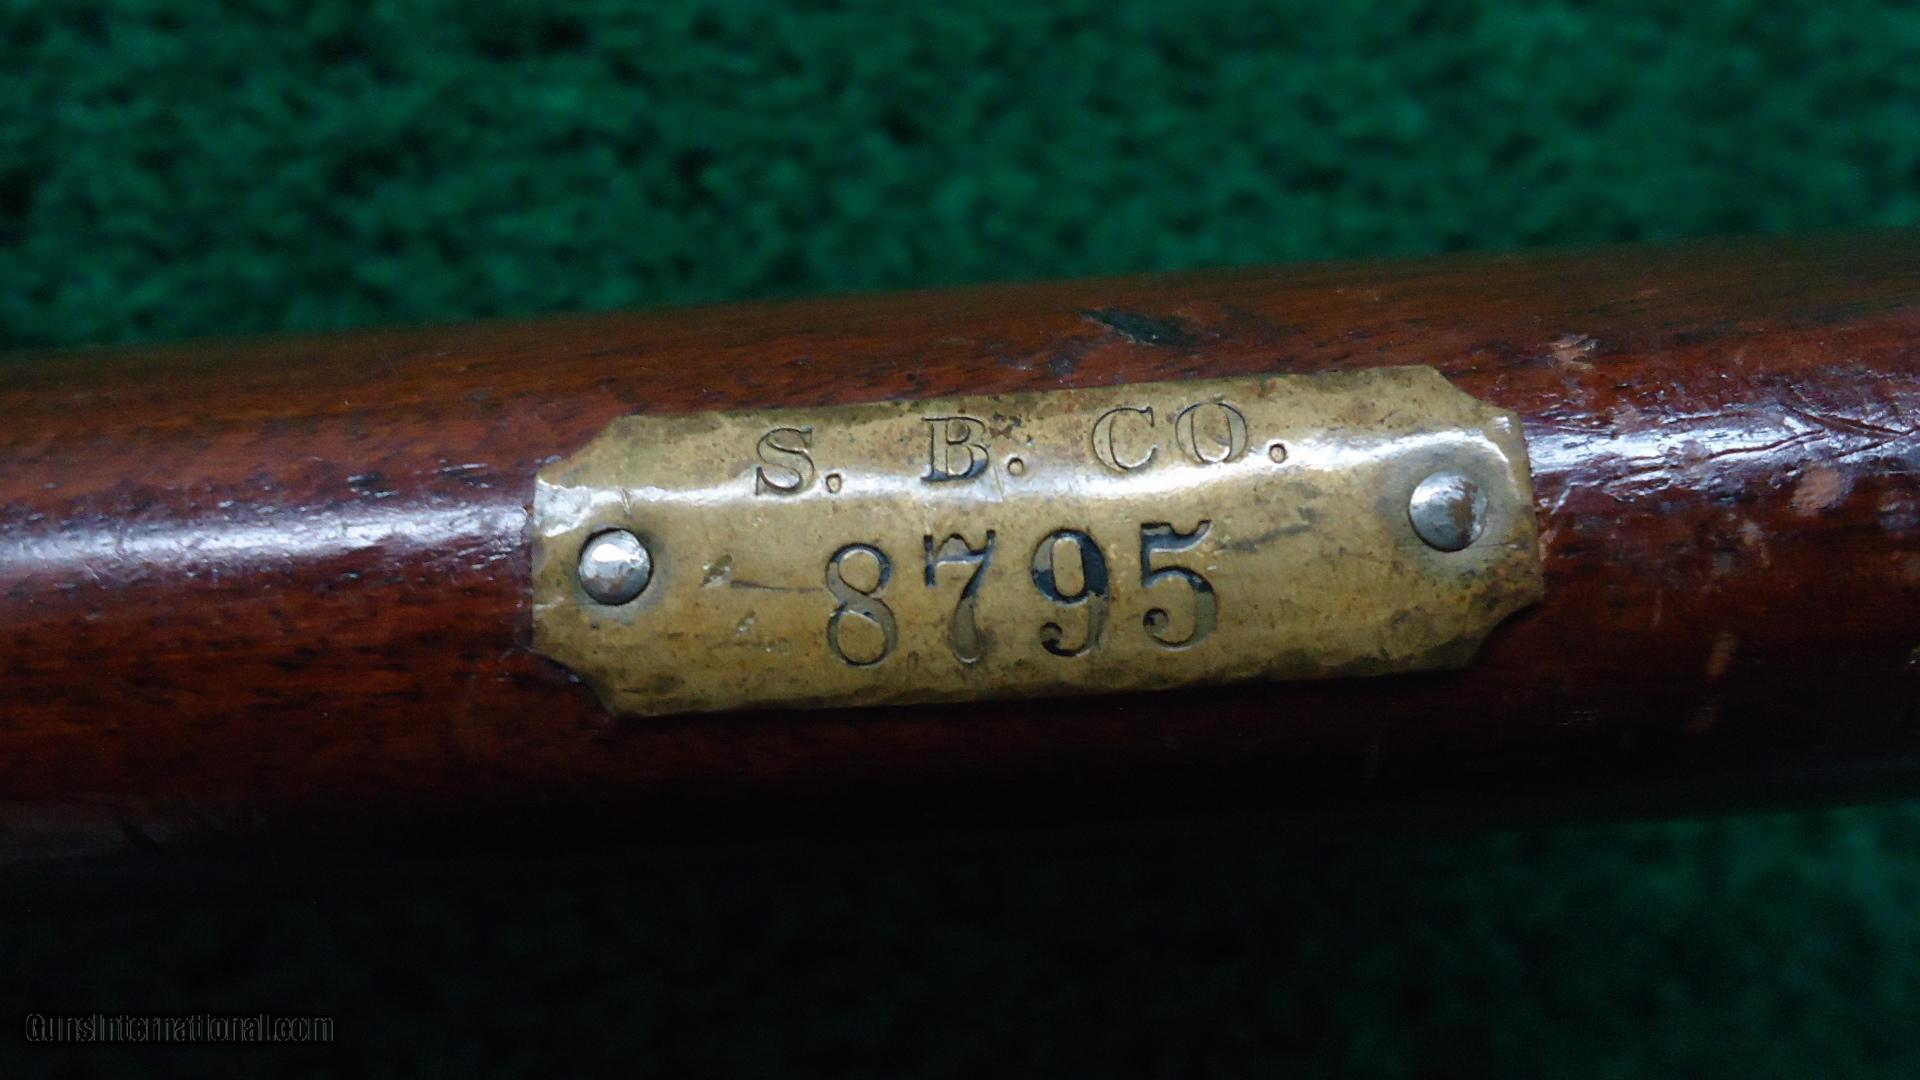 S. B. CO.
8795
GunsInternational.com